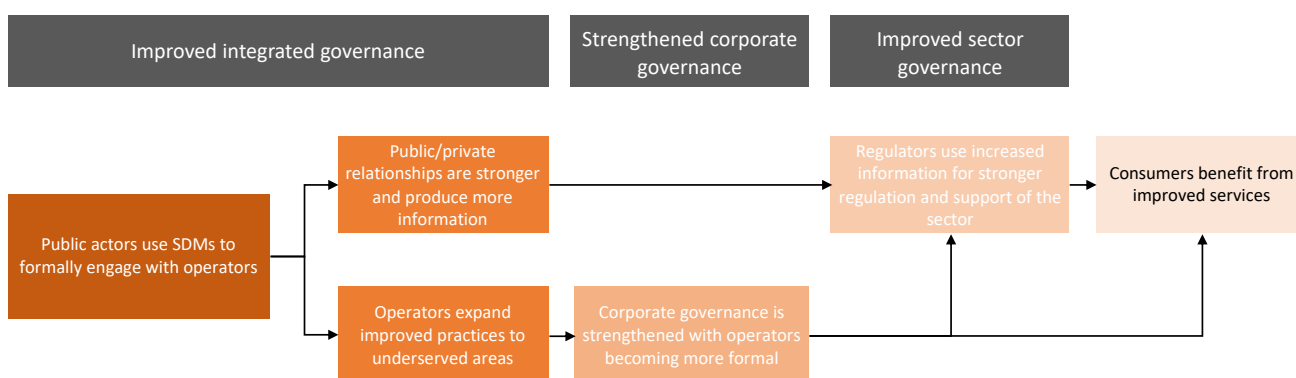 Improved integrated governance
Strengthened corporate
governance
Improved sector
governance
Public/private
relationships are stronger
and produce more
information
Regulators use increased
information for stronger
regulation and support of the
sector
Consumers benefit from
improved services
Public actors use SDMs to
formally engage with operators
Operators expand
improved practices to
underserved areas
Corporate governance is
strengthened with operators
becoming more formal